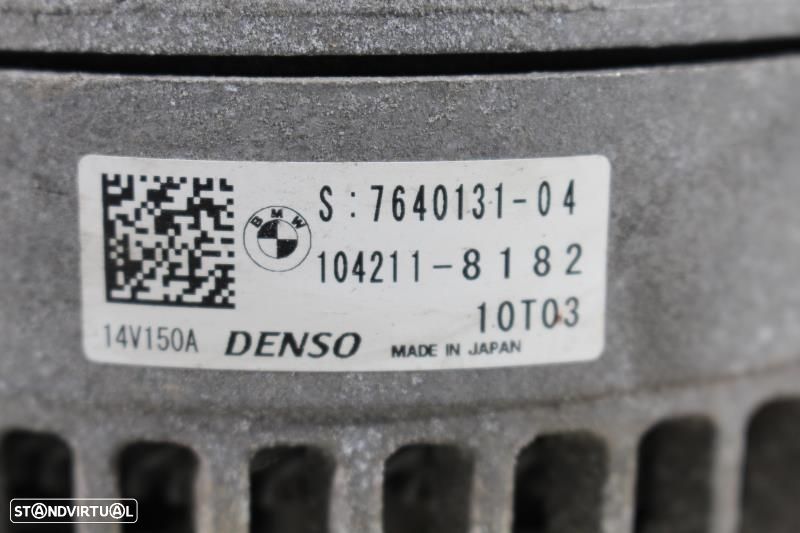 BMW
S:7640131-04
104211-8182
10T03
14V150A DENSO MADE IN JAPAN
STANDVIRTUAL